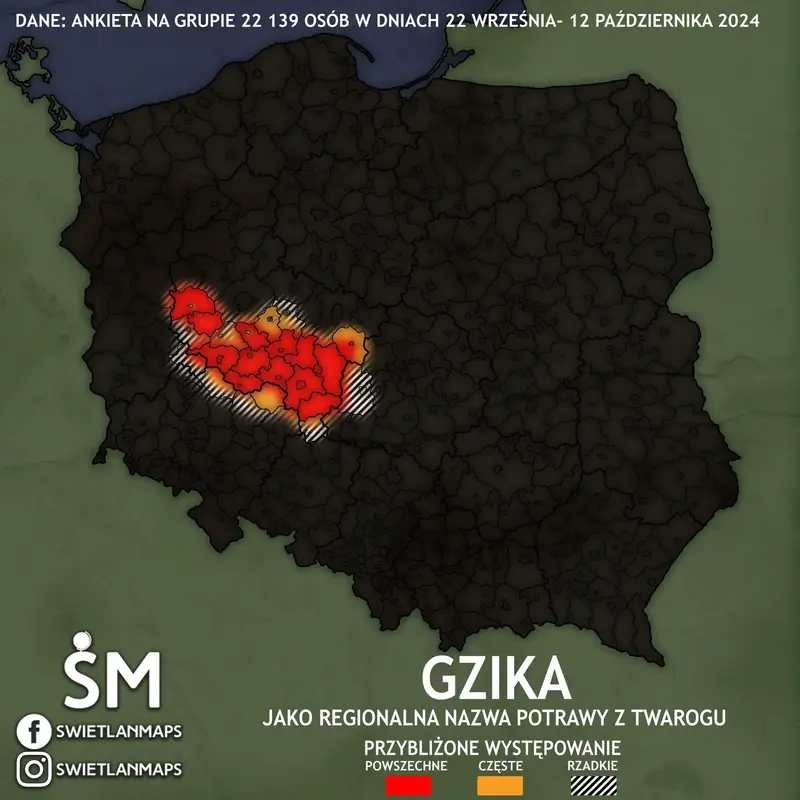 DANE: ANKIETA NA GRUPIE 22 139 OSÓB W DNIACH 22 WRZEŚNIA- 12 PAŹDZIERNIKA 2024
ŚM
SWIETLANMAPS
SWIETLANMAPS
GZIKA
JAKO REGIONALNA NAZWA POTRAWY Z TWAROGU
PRZYBLIŻONE WYSTĘPOWANIE
POWSZECHNE CZĘSTE RZADKIE